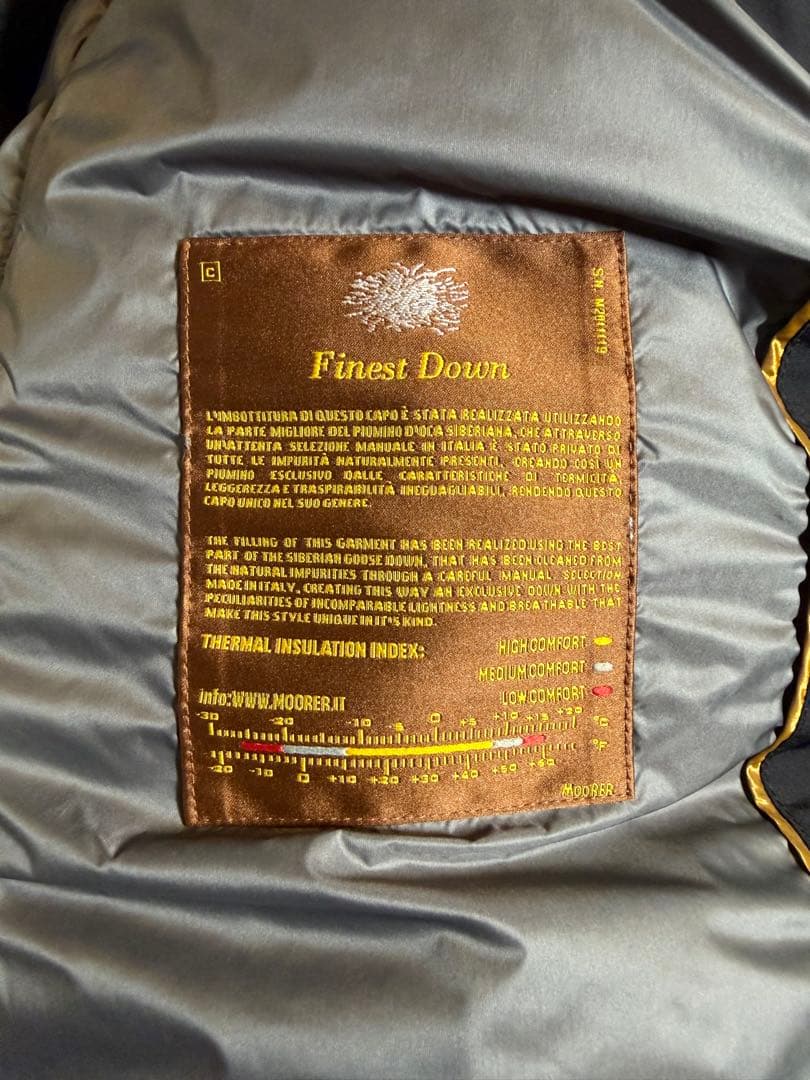 C
Finest Down
L'IMBOTTITURA DI QUESTO CAPO È STATA REALIZZATA UTILIZZANDO
LA PARTE MIGLIORE DEL PIUMINO D'OCA SIBERIANA, CHE ATTRAVERSO
UN'ATTENTA SELEZIONE MANUALE IN ITALIA È STATO PRIVATO DI
TUTTE LE IMPURITÀ NATURALMENTE PRESENTI, CREANDO COSÌ UN
PIUMINO ESCLUSIVO DALLE CARATTERISTICHE DI TERMICITÀ,
LEGGEREZZA E TRASPIRABILITÀ INEGUAGLIABILI, RENDENDO QUESTO
CAPO UNICO NEL SUO GENERE.
THE FILLING OF THIS GARMENT HAS BEEN REALIZED USING THE BEST
PART OF THE SIBERIAN GOOSE DOWN, THAT HAS BEEN CLEANED FROM
THE NATURAL IMPURITIES THROUGH A CAREFUL MANUAL SELECTION
MADE IN ITALY, CREATING THIS WAY AN EXCLUSIVE DOWN WITH THE
PECULIARITIES OF INCOMPARABLE LIGHTNESS AND BREATHABLE THAT
MAKE THIS STYLE UNIQUE IN IT'S KIND.
THERMAL INSULATION INDEX:
HIGH COMFORT
MEDIUM COMFORT
LOW COMFORT
info:WWW.MOORER.IT
-30 -20 -10 -5 0 +5 +10 +15 +20 °C
-20 -10 0 +10 +20 +30 +40 +50 +60 °F
MOORER